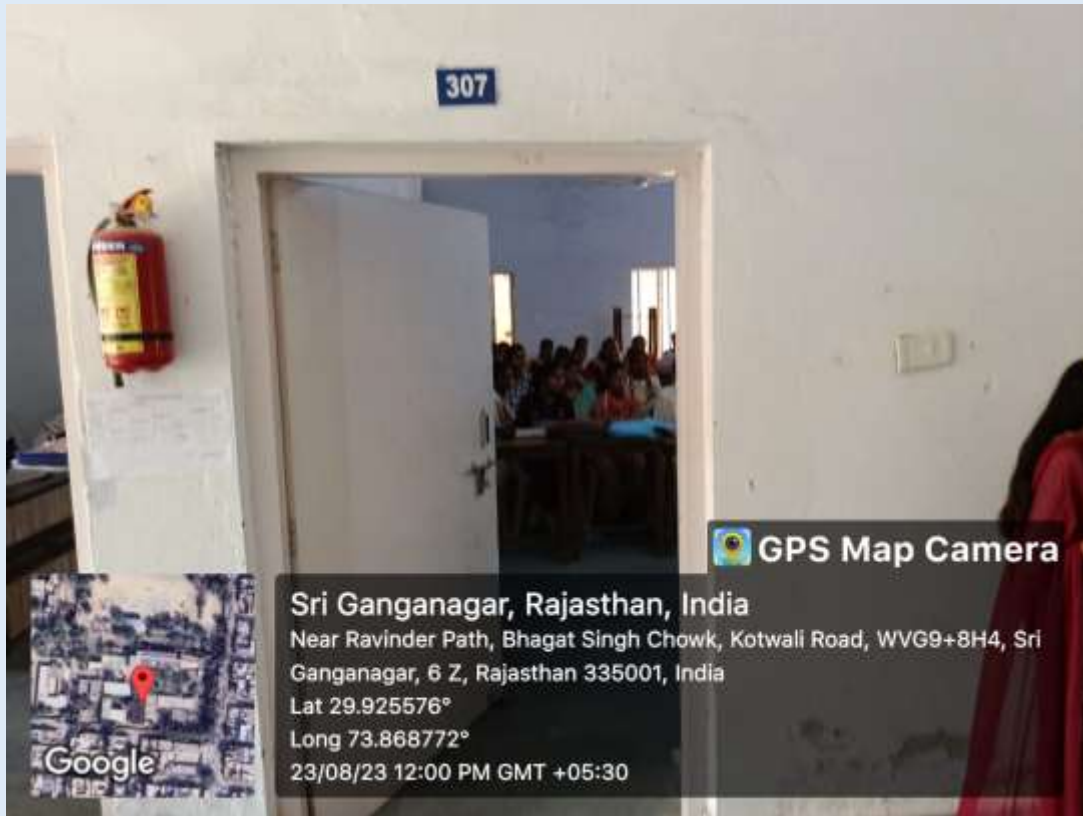 307
GPS Map Camera
Sri Ganganagar, Rajasthan, India
Near Ravinder Path, Bhagat Singh Chowk, Kotwali Road, WVG9+8H4, Sri
Ganganagar, 6 Z, Rajasthan 335001, India
Lat 29.925576°
Long 73.868772°
23/08/23 12:00 PM GMT +05:30
Google